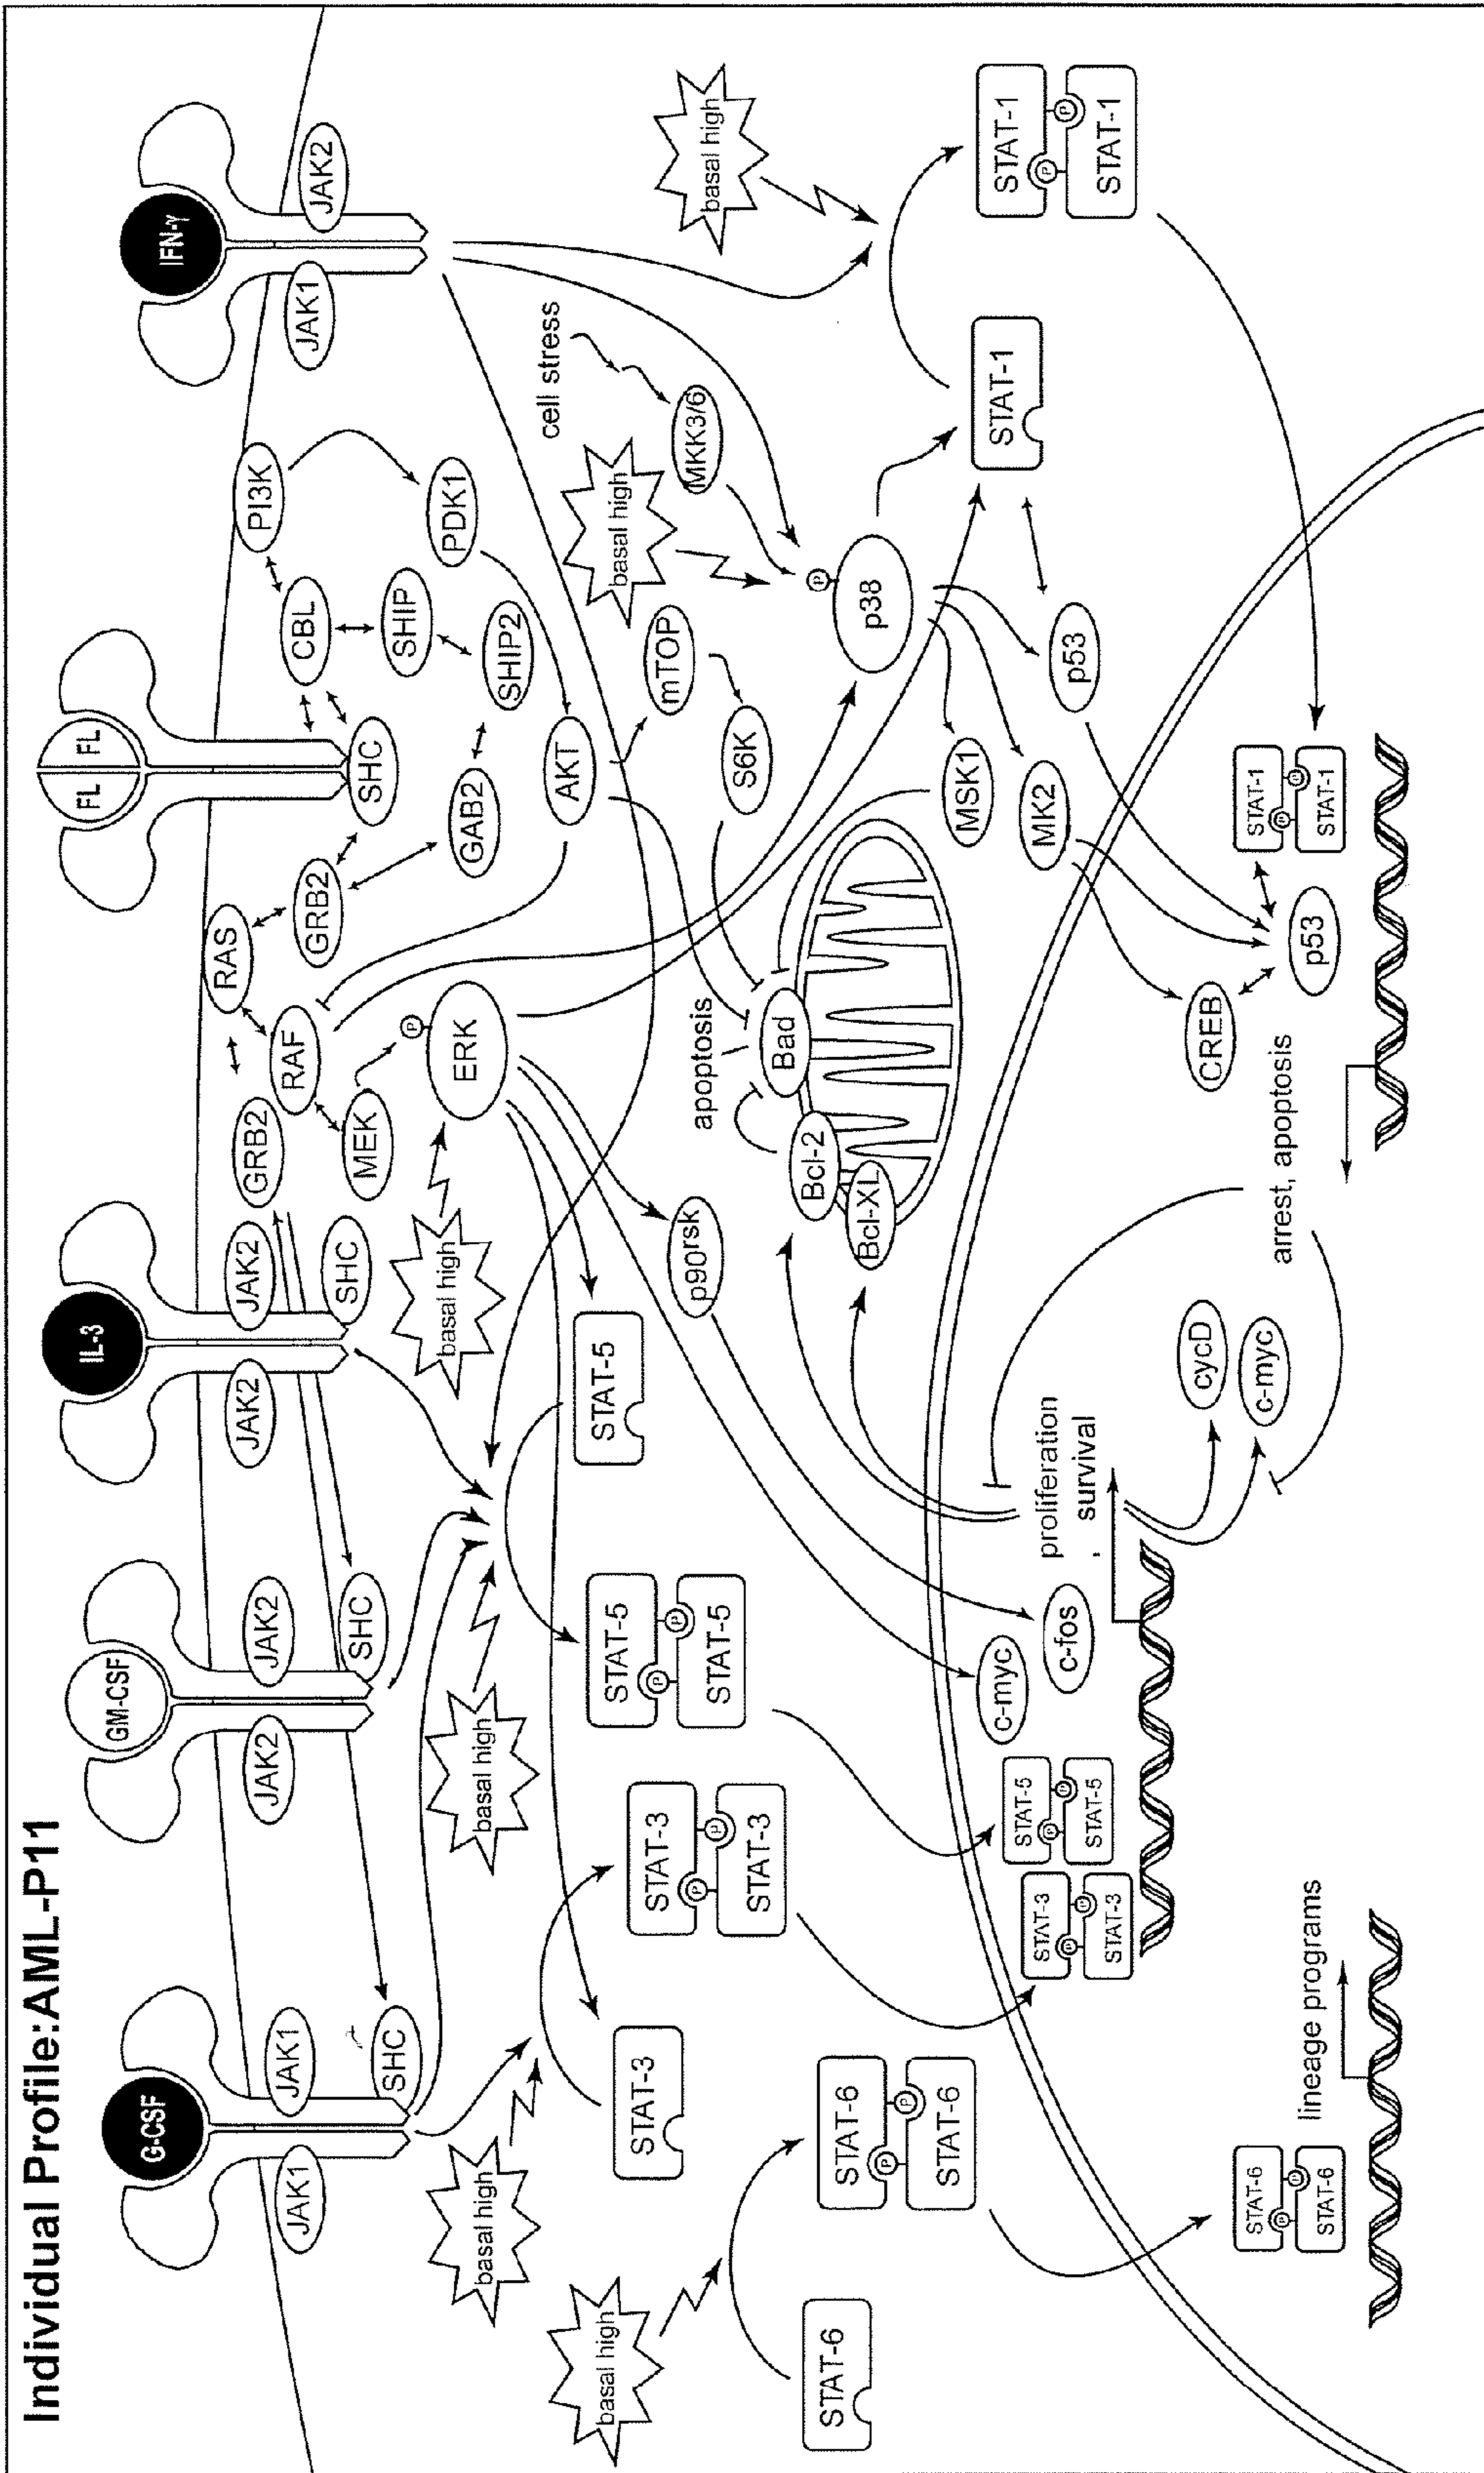 Individual Profile:AML-P11
G-CSF
GM-CSF
IL-3
FL
FL
IFN-γ
JAK1
JAK1
SHC
JAK2
JAK2
SHC
JAK2
JAK2
SHC
GRB2
RAS
RAF
MEK
GRB2
SHC
GAB2
CBL
SHIP
SHIP2
PI3K
PDK1
JAK1
JAK2
basal high
basal high
basal high
basal high
P
ERK
AKT
mTOP
S6K
cell stress
MKK3/6
basal high
basal high
STAT-6
STAT-3
STAT-3
P
P
STAT-3
STAT-5
P
P
STAT-5
STAT-5
p90rsk
apoptosis
Bad
Bcl-2
Bcl-XL
P
p38
MSK1
MK2
p53
STAT-1
STAT-1
P
P
STAT-1
STAT-6
P
P
STAT-6
STAT-3
P
P
STAT-3
STAT-5
P
P
STAT-5
c-myc
c-fos
proliferation
, survival
cycD
c-myc
arrest, apoptosis
CREB
p53
STAT-1
P
P
STAT-1
STAT-6
P
P
STAT-6
lineage programs